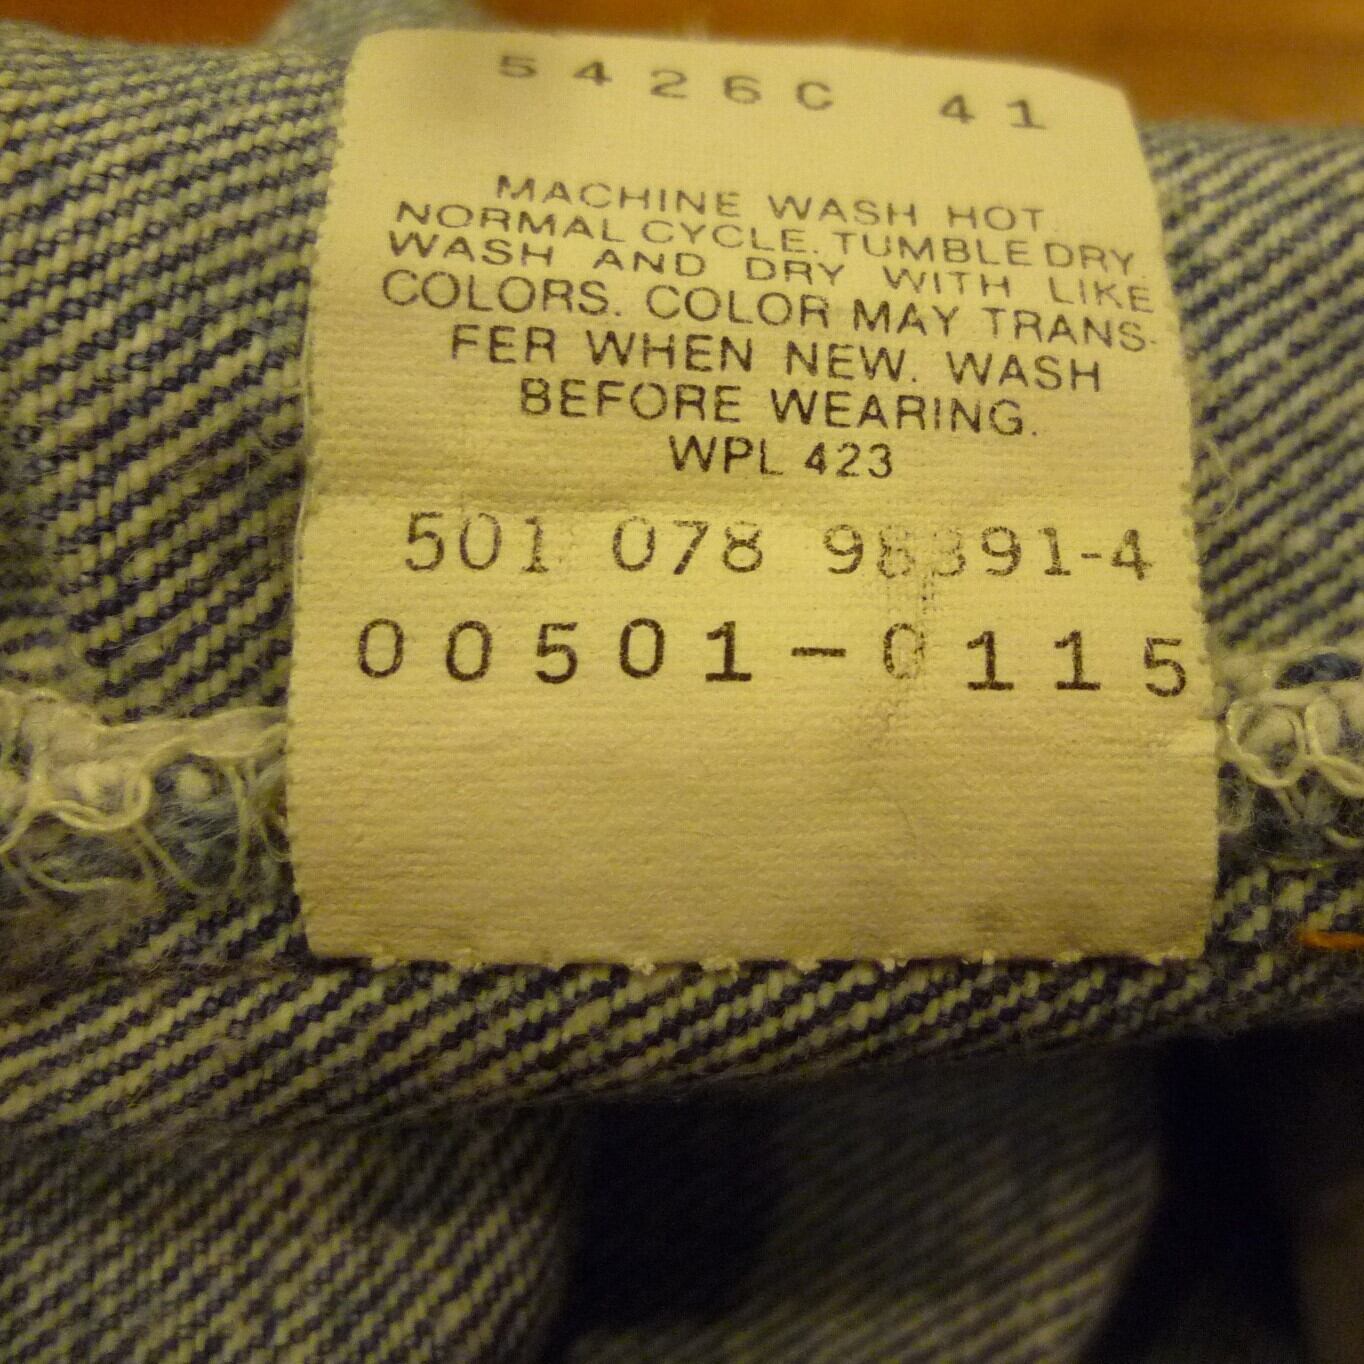 5426C 41
MACHINE WASH HOT.
NORMAL CYCLE. TUMBLE DRY.
WASH AND DRY WITH LIKE
COLORS. COLOR MAY TRANS-
FER WHEN NEW. WASH
BEFORE WEARING.
WPL 423
501 078
00501-0115